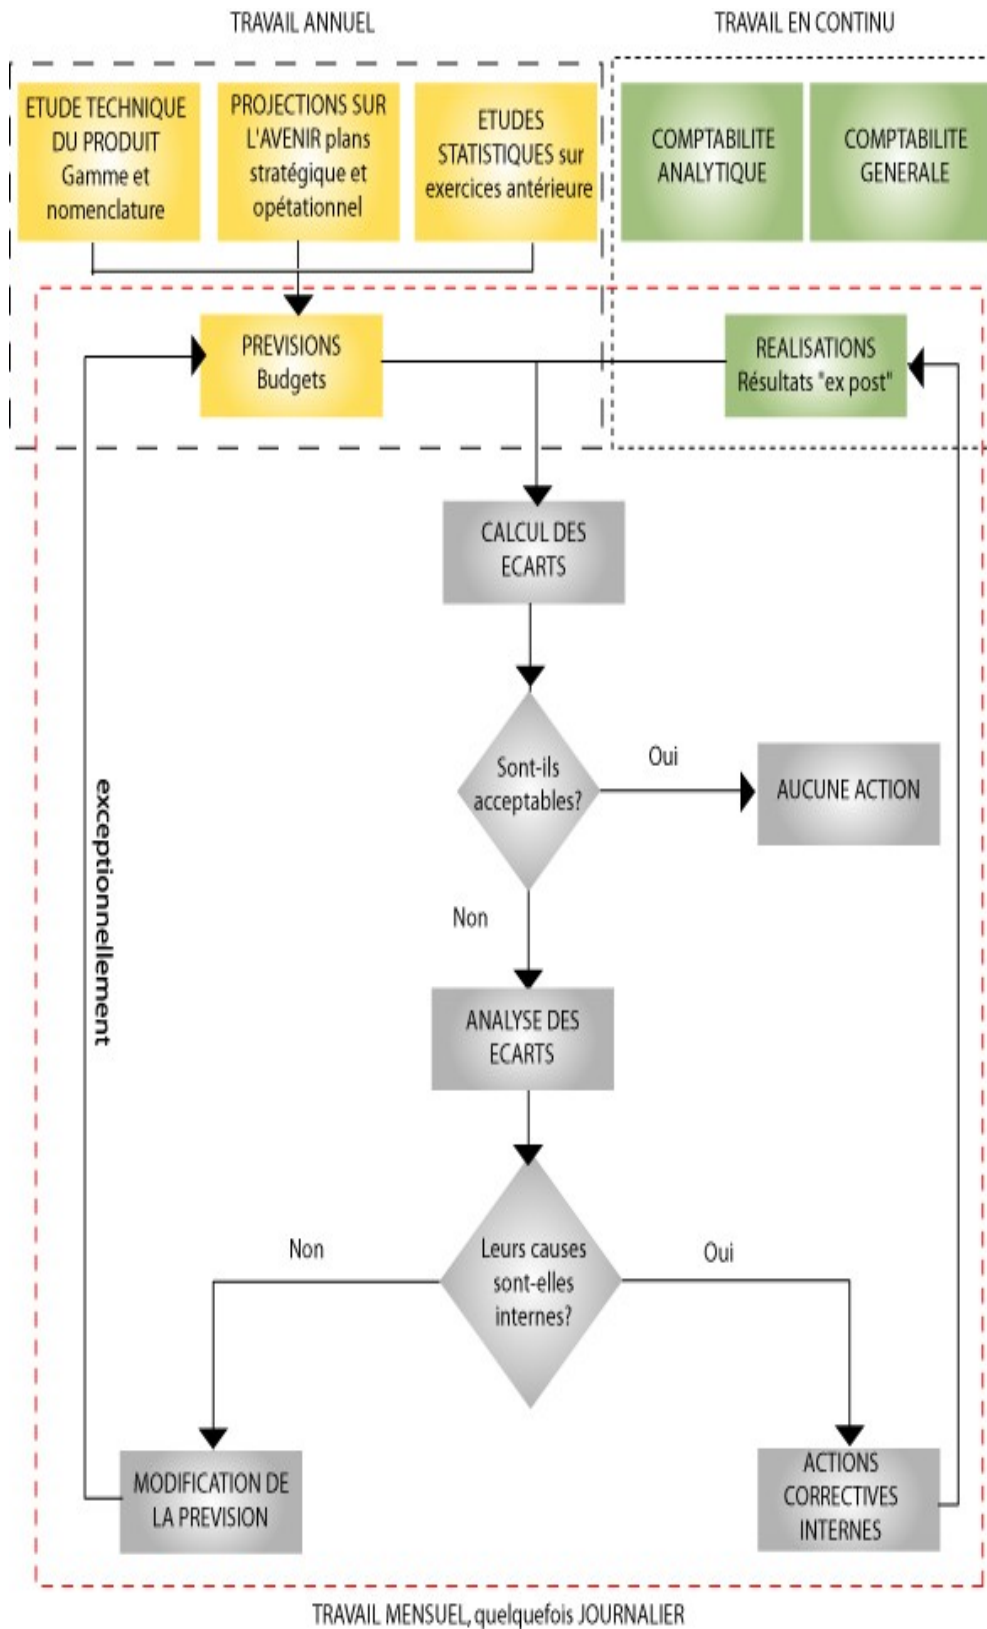 TRAVAIL ANNUEL
TRAVAIL EN CONTINU
ETUDE TECHNIQUE
DU PRODUIT
Gamme et
nomenclature
PROJECTIONS SUR
L'AVENIR plans
stratégique et
opétationnel
ETUDES
STATISTIQUES sur
exercices antérieure
COMPTABILITE
ANALYTIQUE
COMPTABILITE
GENERALE
PREVISIONS
Budgets
REALISATIONS
Résultats "ex post"
CALCUL DES
ECARTS
Sont-ils
acceptables?
Oui
AUCUNE ACTION
exceptionnellement
Non
ANALYSE DES
ECARTS
Leurs causes
sont-elles
internes?
Non
Oui
MODIFICATION DE
LA PREVISION
ACTIONS
CORRECTIVES
INTERNES
TRAVAIL MENSUEL, quelquefois JOURNALIER